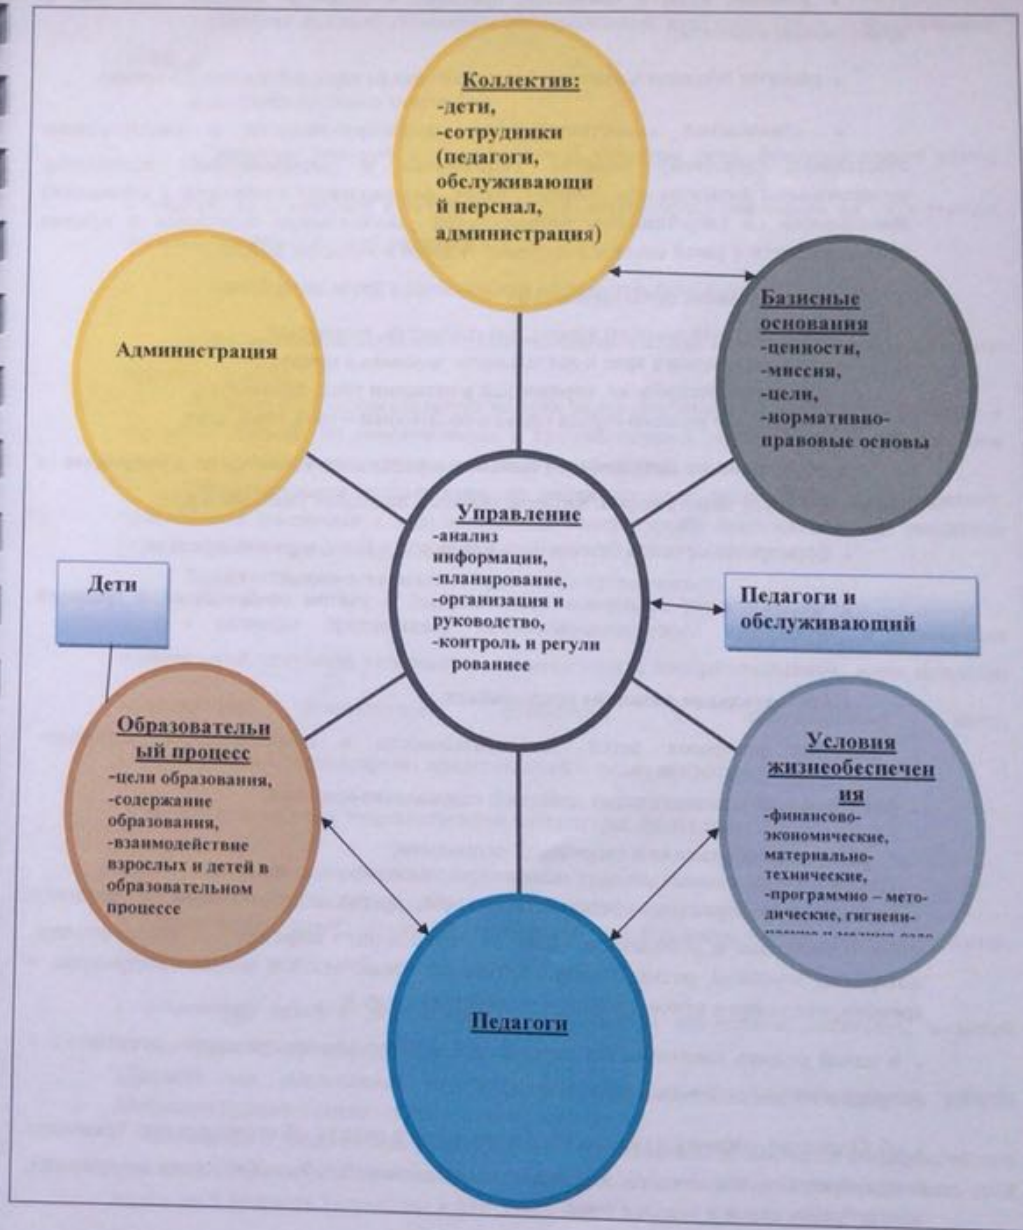 Коллектив:
-дети,
-сотрудники
(педагоги,
обслуживающи
й перснал,
администрация)
Администрация
Базисные
основания
-ценности,
-миссия,
-цели,
-нормативно-
правовые основы
Управление
-анализ
информации,
-планирование,
-организация и
руководство,
-контроль и регули
рованиее
Дети
Педагоги и
обслуживающий
Образовательн
ый процесс
-цели образования,
-содержание
образования,
-взаимодействие
взрослых и детей в
образовательном
процессе
Условия
жизнеобеспечен
ия
-финансово-
экономические,
материально-
технические,
-программно – мето-
дические, гигиени-
Педагоги